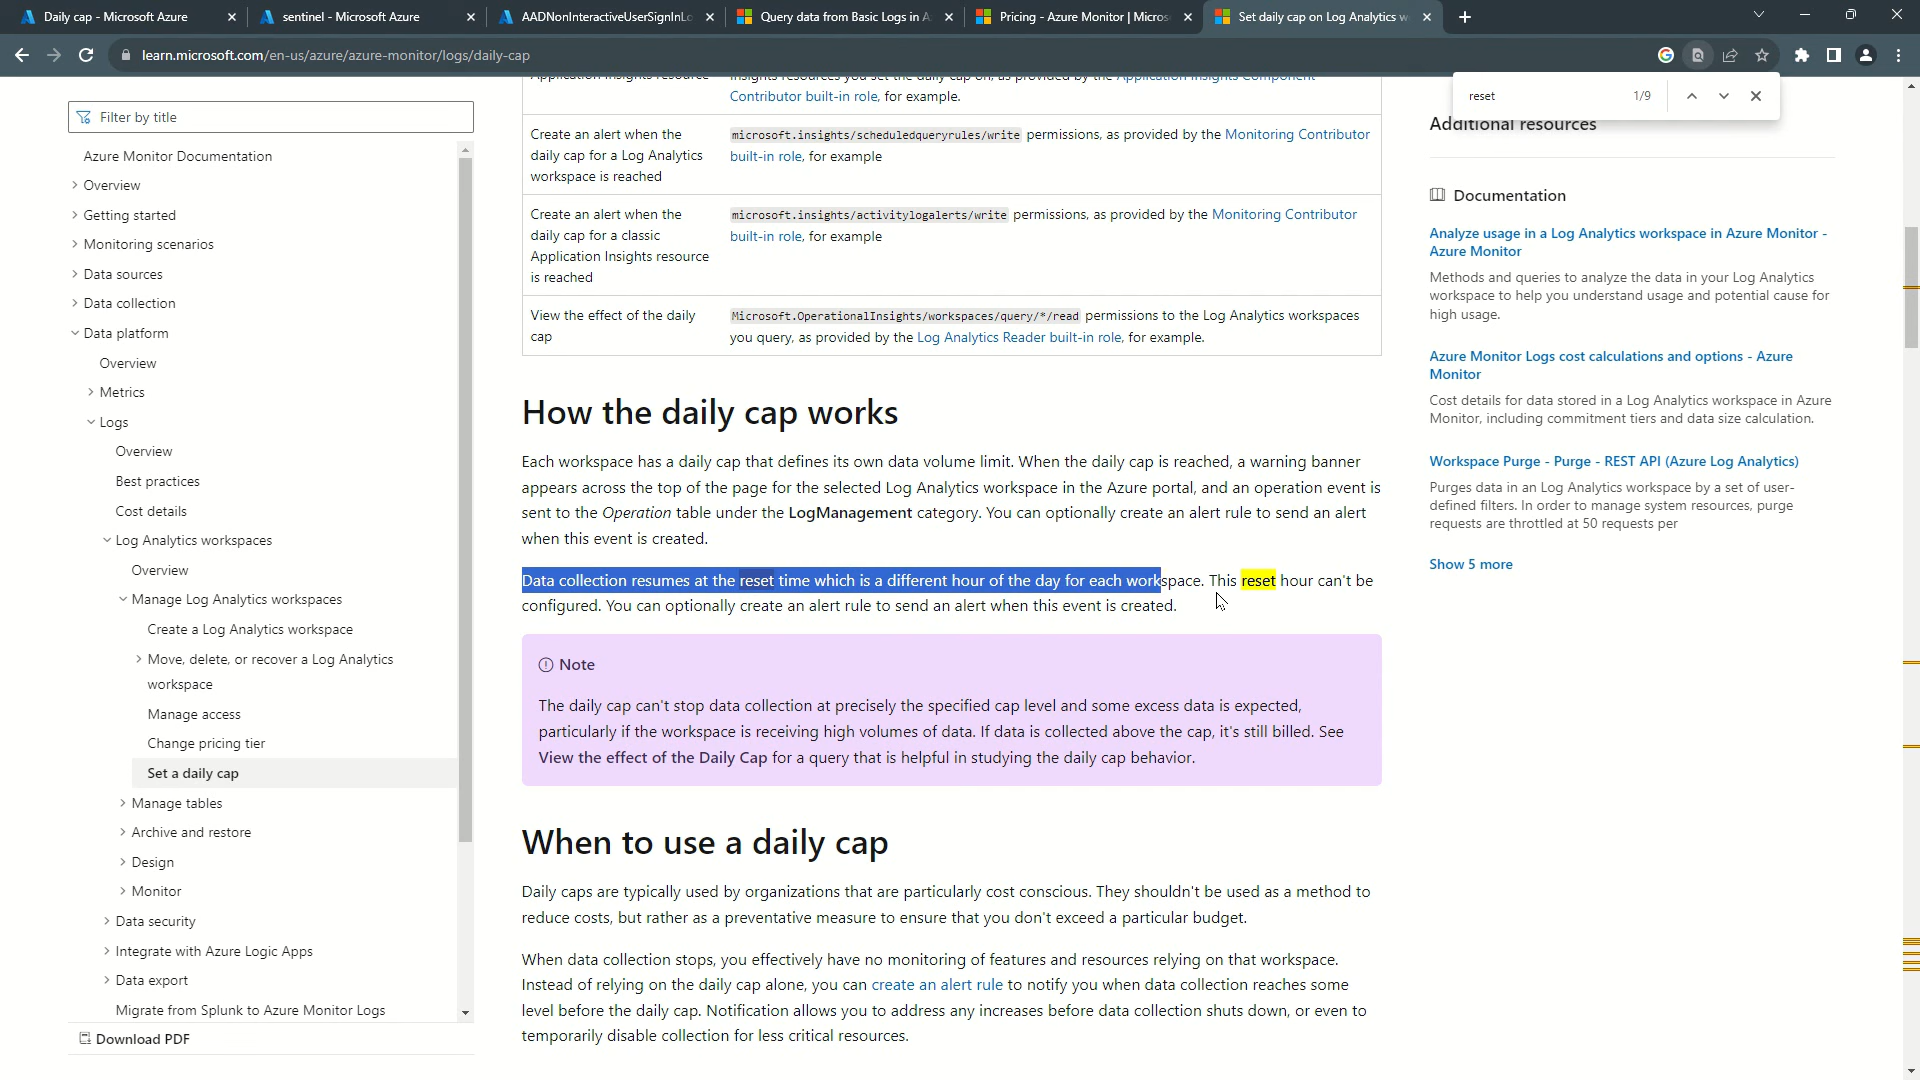 Daily cap - Microsoft Azure
sentinel - Microsoft Azure
AADNonInteractiveUserSignInLo
Query data from Basic Logs in A
Pricing - Azure Monitor | Micros
Set daily cap on Log Analytics w
learn.microsoft.com/en-us/azure/azure-monitor/logs/daily-cap
reset 1/9
Filter by title
Azure Monitor Documentation
Overview
Getting started
Monitoring scenarios
Data sources
Data collection
Data platform
Overview
Metrics
Logs
Overview
Best practices
Cost details
Log Analytics workspaces
Overview
Manage Log Analytics workspaces
Create a Log Analytics workspace
Move, delete, or recover a Log Analytics
workspace
Manage access
Change pricing tier
Set a daily cap
Manage tables
Archive and restore
Design
Monitor
Data security
Integrate with Azure Logic Apps
Data export
Migrate from Splunk to Azure Monitor Logs
Download PDF
Application Insights resource
Insights resources you set the daily cap on, as provided by the Application Insights Component
Contributor built-in role, for example.
Create an alert when the
daily cap for a Log Analytics
workspace is reached
microsoft.insights/scheduledqueryrules/write permissions, as provided by the Monitoring Contributor
built-in role, for example
Create an alert when the
daily cap for a classic
Application Insights resource
is reached
microsoft.insights/activitylogalerts/write permissions, as provided by the Monitoring Contributor
built-in role, for example
View the effect of the daily
cap
Microsoft.OperationalInsights/workspaces/query/*/read permissions to the Log Analytics workspaces
you query, as provided by the Log Analytics Reader built-in role, for example.
How the daily cap works
Each workspace has a daily cap that defines its own data volume limit. When the daily cap is reached, a warning banner
appears across the top of the page for the selected Log Analytics workspace in the Azure portal, and an operation event is
sent to the Operation table under the LogManagement category. You can optionally create an alert rule to send an alert
when this event is created.
Data collection resumes at the reset time which is a different hour of the day for each workspace. This reset hour can't be
configured. You can optionally create an alert rule to send an alert when this event is created.
Note
The daily cap can't stop data collection at precisely the specified cap level and some excess data is expected,
particularly if the workspace is receiving high volumes of data. If data is collected above the cap, it's still billed. See
View the effect of the Daily Cap for a query that is helpful in studying the daily cap behavior.
When to use a daily cap
Daily caps are typically used by organizations that are particularly cost conscious. They shouldn't be used as a method to
reduce costs, but rather as a preventative measure to ensure that you don't exceed a particular budget.
When data collection stops, you effectively have no monitoring of features and resources relying on that workspace.
Instead of relying on the daily cap alone, you can create an alert rule to notify you when data collection reaches some
level before the daily cap. Notification allows you to address any increases before data collection shuts down, or even to
temporarily disable collection for less critical resources.
Additional resources
Documentation
Analyze usage in a Log Analytics workspace in Azure Monitor -
Azure Monitor
Methods and queries to analyze the data in your Log Analytics
workspace to help you understand usage and potential cause for
high usage.
Azure Monitor Logs cost calculations and options - Azure
Monitor
Cost details for data stored in a Log Analytics workspace in Azure
Monitor, including commitment tiers and data size calculation.
Workspace Purge - Purge - REST API (Azure Log Analytics)
Purges data in an Log Analytics workspace by a set of user-
defined filters. In order to manage system resources, purge
requests are throttled at 50 requests per
Show 5 more